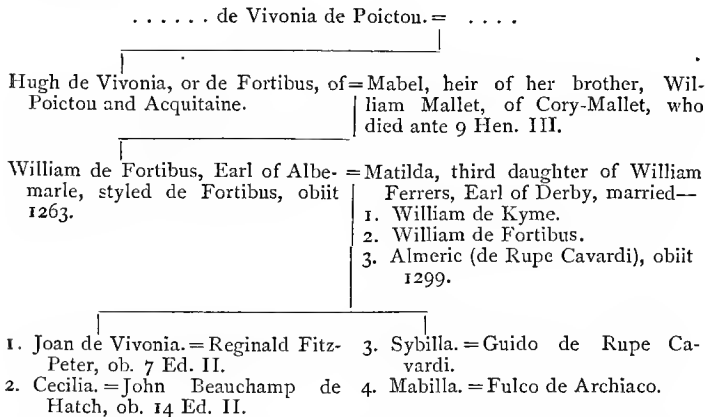 ...... de Vivonia de Poictou. = ....
Hugh de Vivonia, or de Fortibus, of
Poictou and Acquitaine.
= Mabel, heir of her brother, Wil-
liam Mallet, of Cory-Mallet, who
died ante 9 Hen. III.
William de Fortibus, Earl of Albe-
marle, styled de Fortibus, obiit
1263.
= Matilda, third daughter of William
Ferrers, Earl of Derby, married—
1. William de Kyme.
2. William de Fortibus.
3. Almeric (de Rupe Cavardi), obiit
1299.
1. Joan de Vivonia. = Reginald Fitz-
Peter, ob. 7 Ed. II.
2. Cecilia. = John Beauchamp de
Hatch, ob. 14 Ed. II.
3. Sybilla. = Guido de Rupe Ca-
vardi.
4. Mabilla. = Fulco de Archiaco.